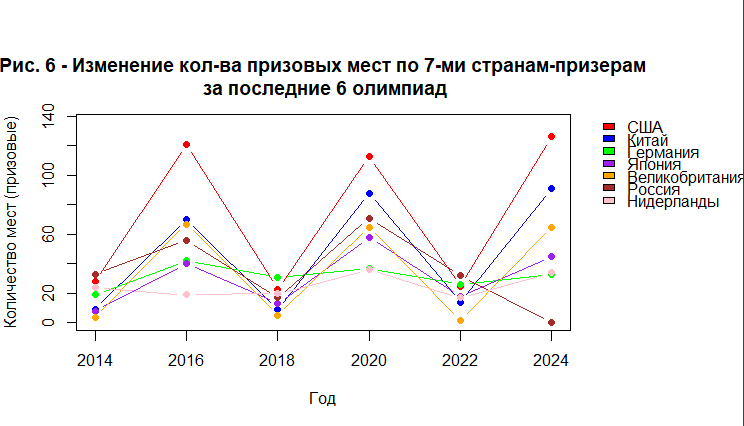 Рис. 6 - Изменение кол-ва призовых мест по 7-ми странам-призерам
за последние 6 олимпиад
Количество мест (призовые)
140
100
60
20
0
2014 2016 2018 2020 2022 2024
Год
США
Китай
Германия
Япония
Великобритания
Россия
Нидерланды